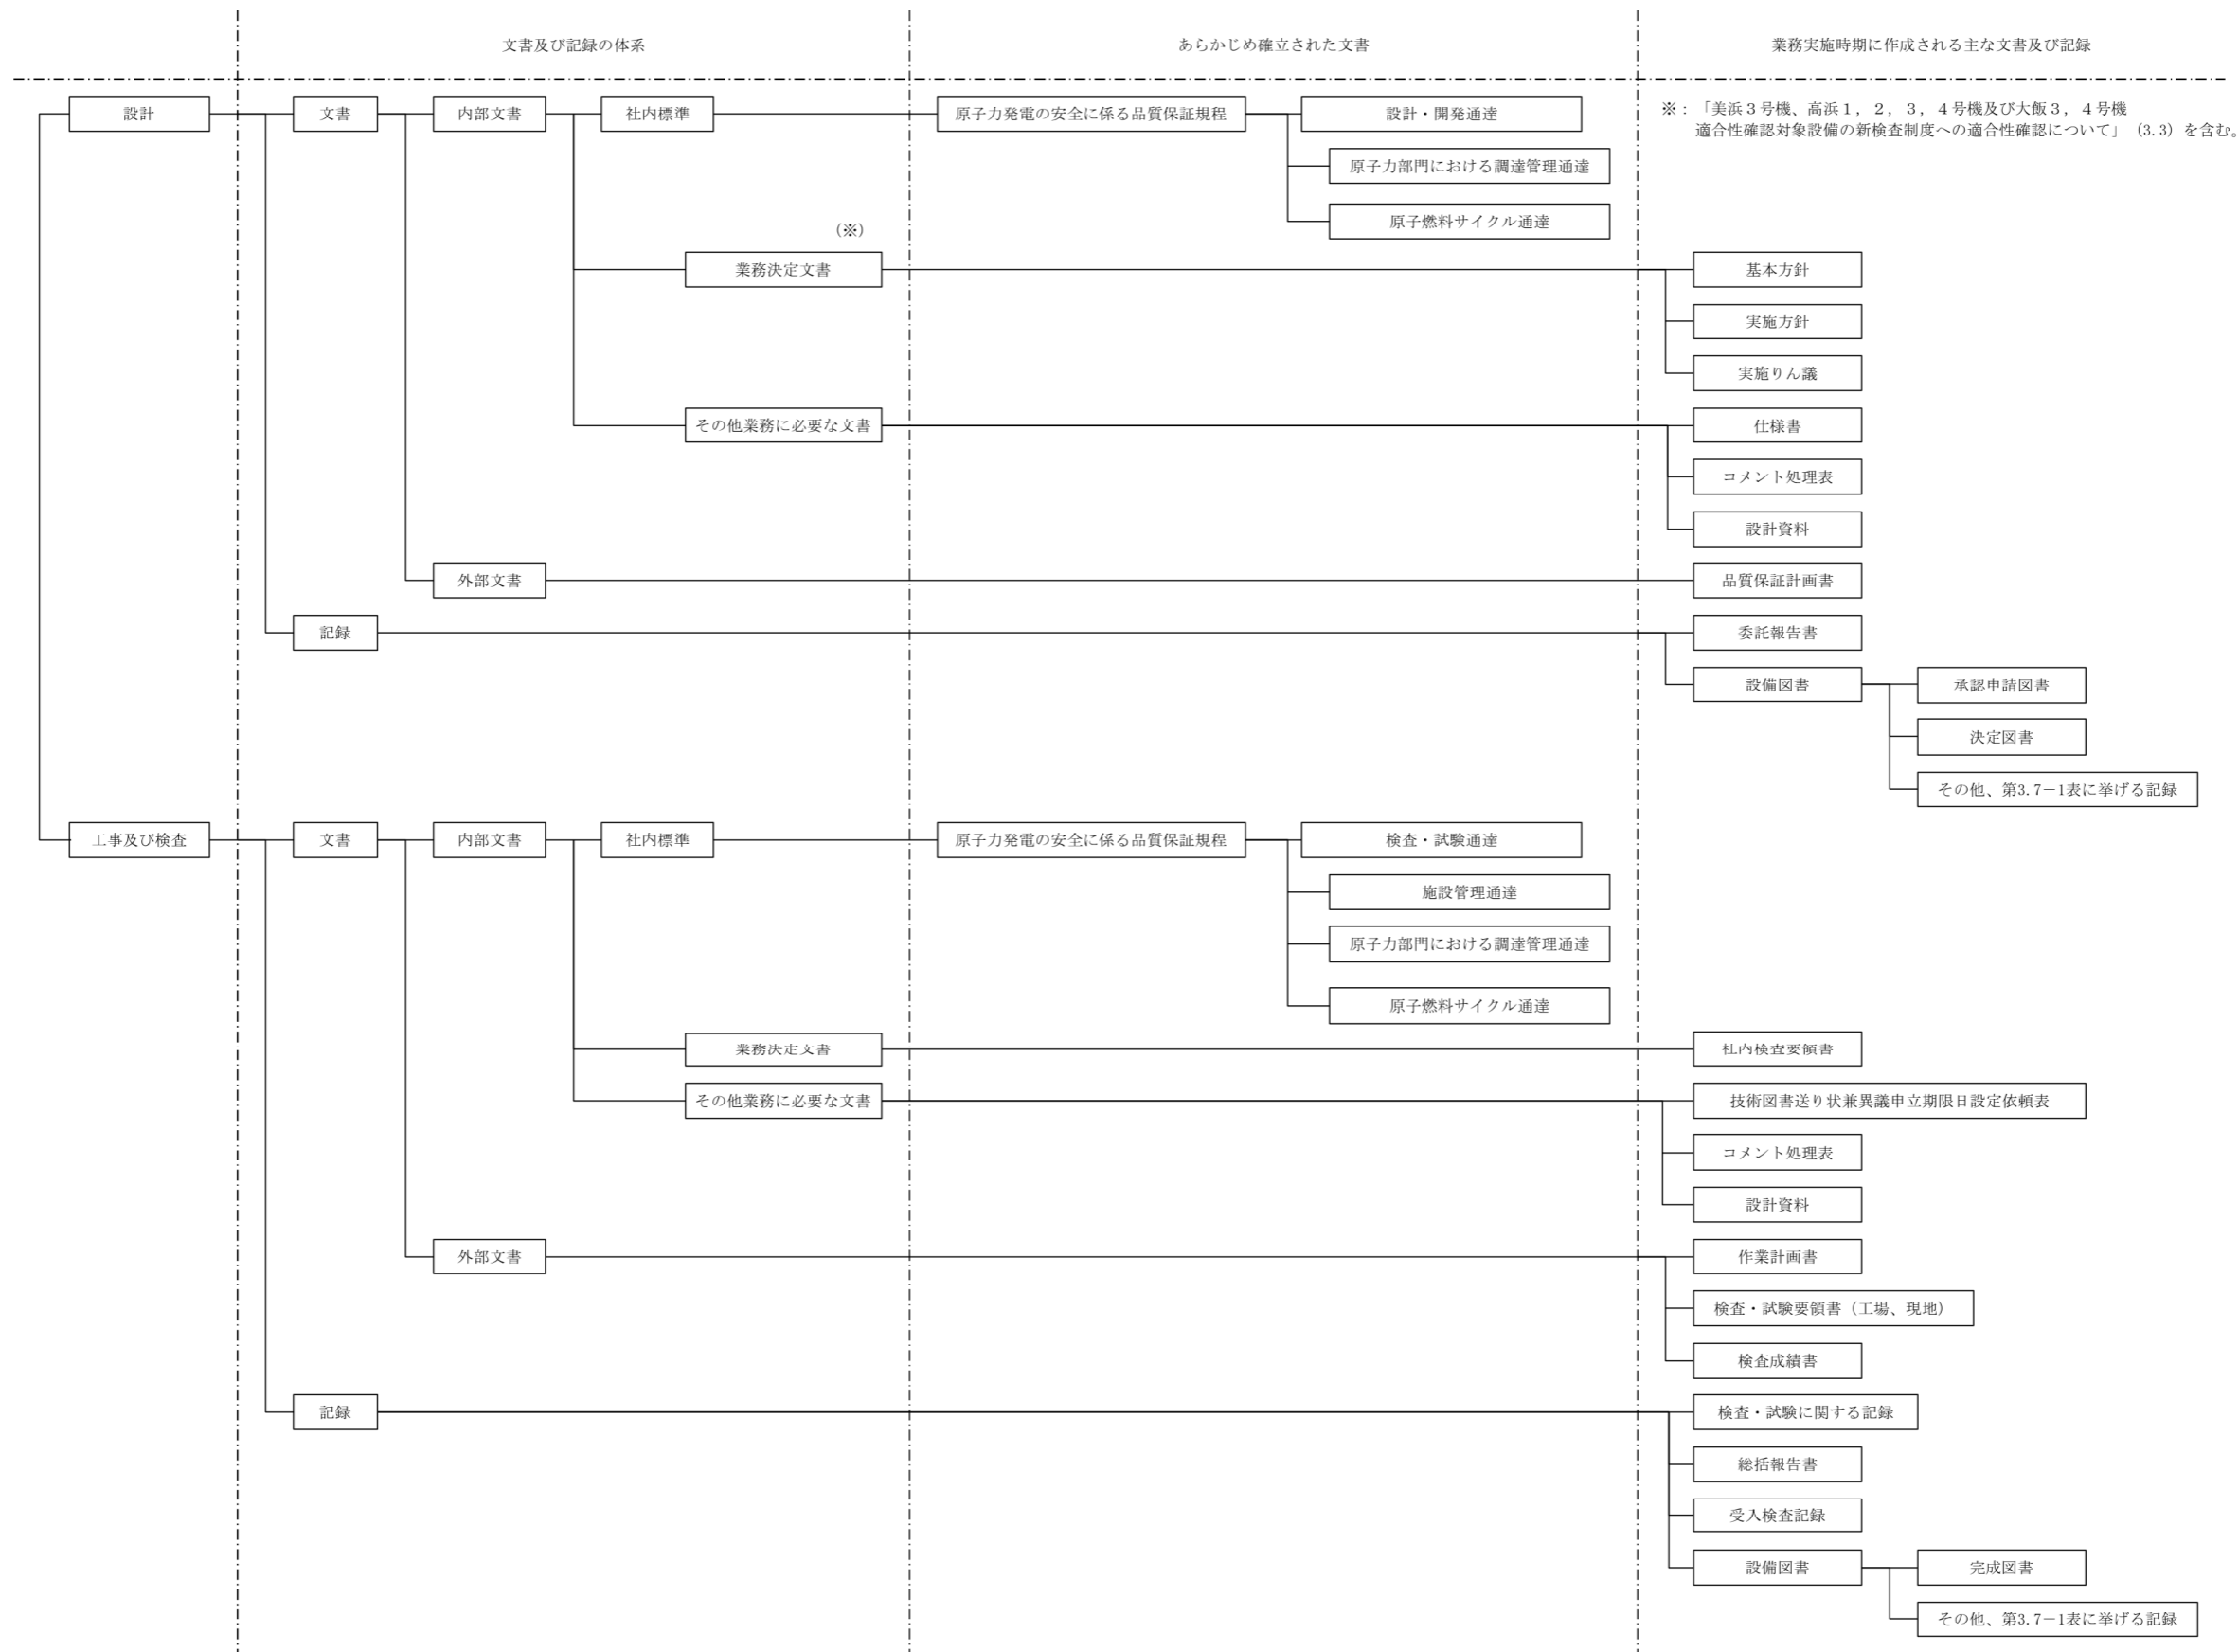 文書及び記録の体系
あらかじめ確立された文書
業務実施時期に作成される主な文書及び記録
設計
文書
内部文書
社内標準
原子力発電の安全に係る品質保証規程
設計・開発通達
※：「美浜３号機、高浜１，２，３，４号機及び大飯３，４号機
適合性確認対象設備の新検査制度への適合性確認について」（3.3）を含む。
原子力部門における調達管理通達
原子燃料サイクル通達
（※）
業務決定文書
基本方針
実施方針
実施りん議
その他業務に必要な文書
仕様書
コメント処理表
設計資料
外部文書
品質保証計画書
記録
委託報告書
設備図書
承認申請図書
決定図書
その他、第3.7－1表に挙げる記録
工事及び検査
文書
内部文書
社内標準
原子力発電の安全に係る品質保証規程
検査・試験通達
施設管理通達
原子力部門における調達管理通達
原子燃料サイクル通達
業務決定文書
社内検査要領書
その他業務に必要な文書
技術図書送り状兼異議申立期限日設定依頼表
コメント処理表
設計資料
外部文書
作業計画書
検査・試験要領書（工場、現地）
検査成績書
記録
検査・試験に関する記録
総括報告書
受入検査記録
設備図書
完成図書
その他、第3.7－1表に挙げる記録